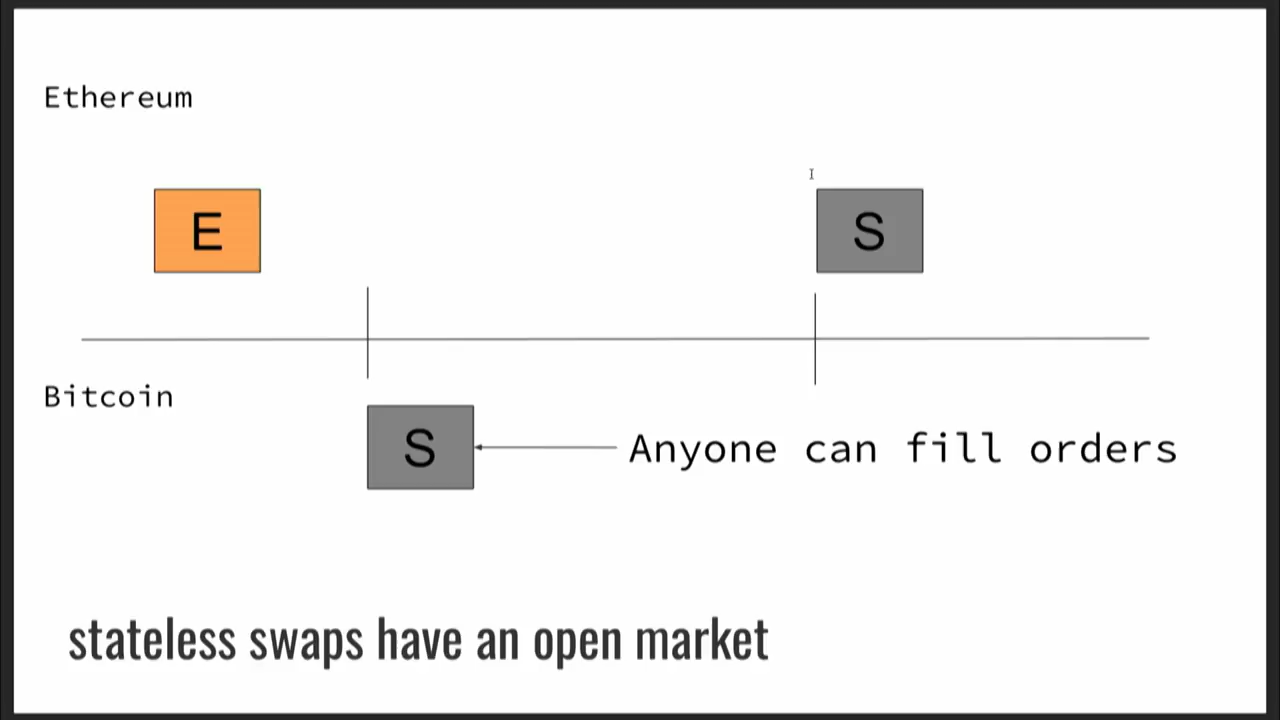 Ethereum
E
S
Bitcoin
S
Anyone can fill orders
stateless swaps have an open market